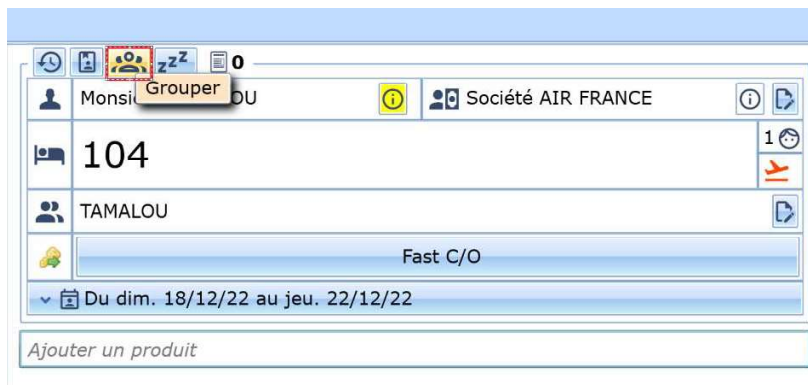 zzZ 0
Grouper
Monsi OU Société AIR FRANCE
104
1
TAMALOU
Fast C/O
Du dim. 18/12/22 au jeu. 22/12/22
Ajouter un produit